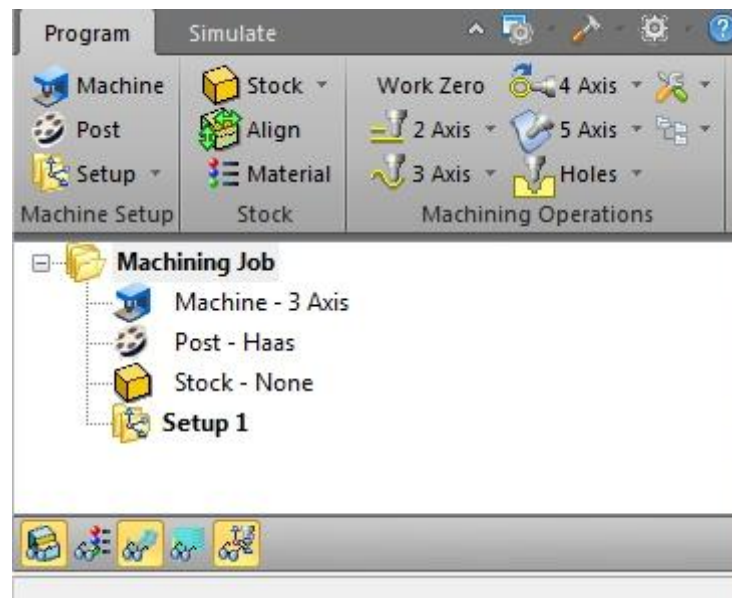 Program Simulate
Machine Stock Work Zero 4 Axis
Post Align 2 Axis 5 Axis
Setup Material 3 Axis Holes
Machine Setup Stock Machining Operations
Machining Job
Machine - 3 Axis
Post - Haas
Stock - None
Setup 1